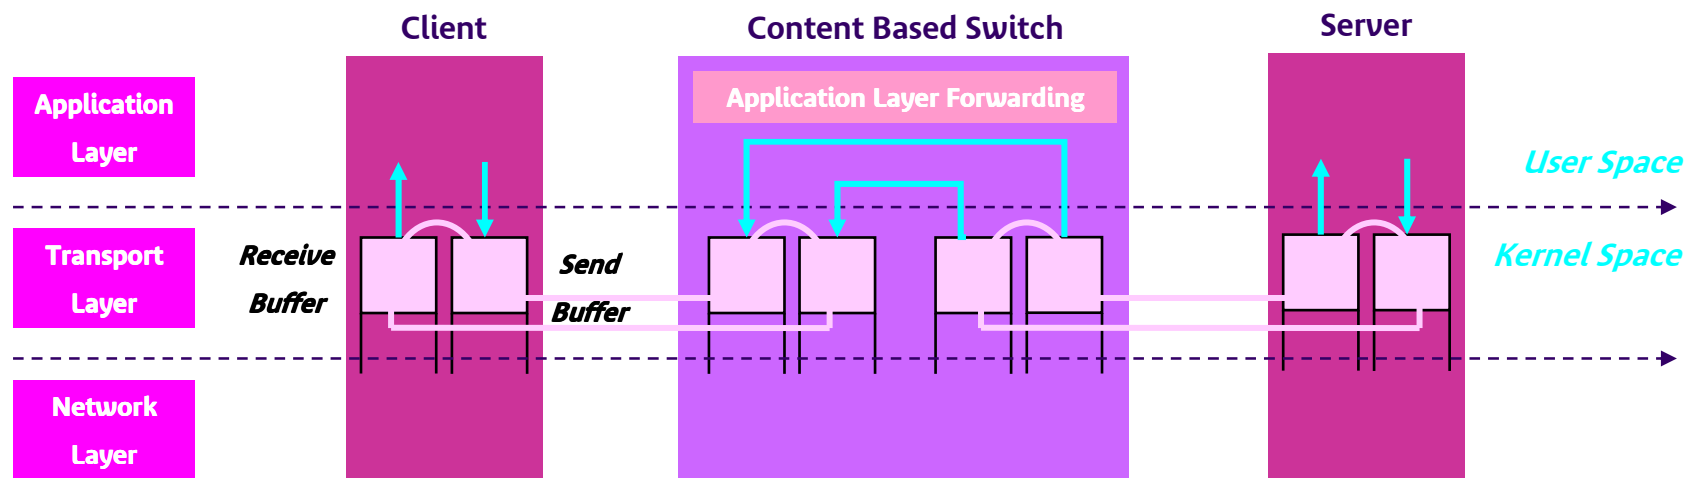 Client
Content Based Switch
Server
Application
Layer
Application Layer Forwarding
User Space
Transport
Layer
Receive
Buffer
Send
Buffer
Kernel Space
Network
Layer